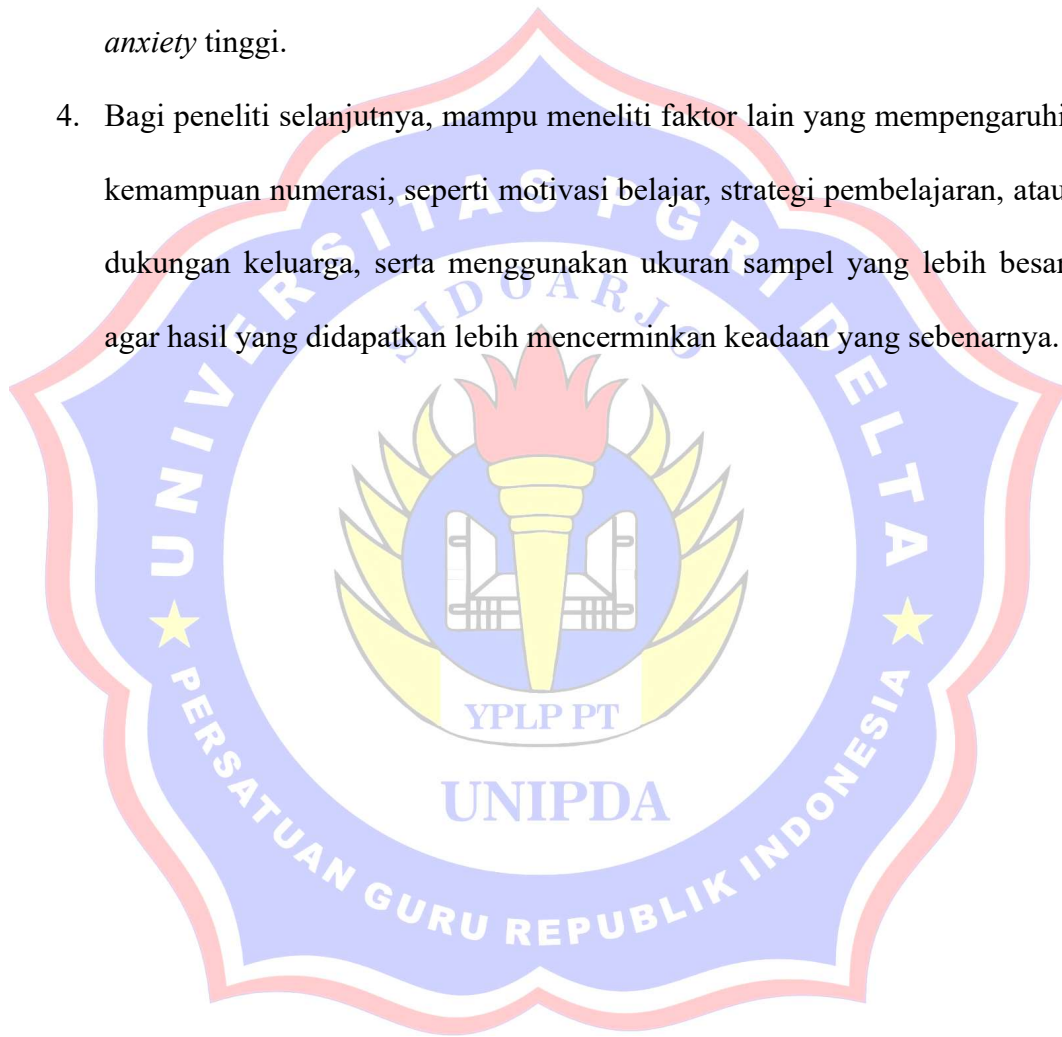 anxiety tinggi.
4. Bagi peneliti selanjutnya, mampu meneliti faktor lain yang mempengaruhi
kemampuan numerasi, seperti motivasi belajar, strategi pembelajaran, atau
dukungan keluarga, serta menggunakan ukuran sampel yang lebih besar
agar hasil yang didapatkan lebih mencerminkan keadaan yang sebenarnya.
UNIVERSITAS PGRI DELTA
SIDOARJO
YPLP PT
UNIPDA
PERSATUAN GURU REPUBLIK INDONESIA